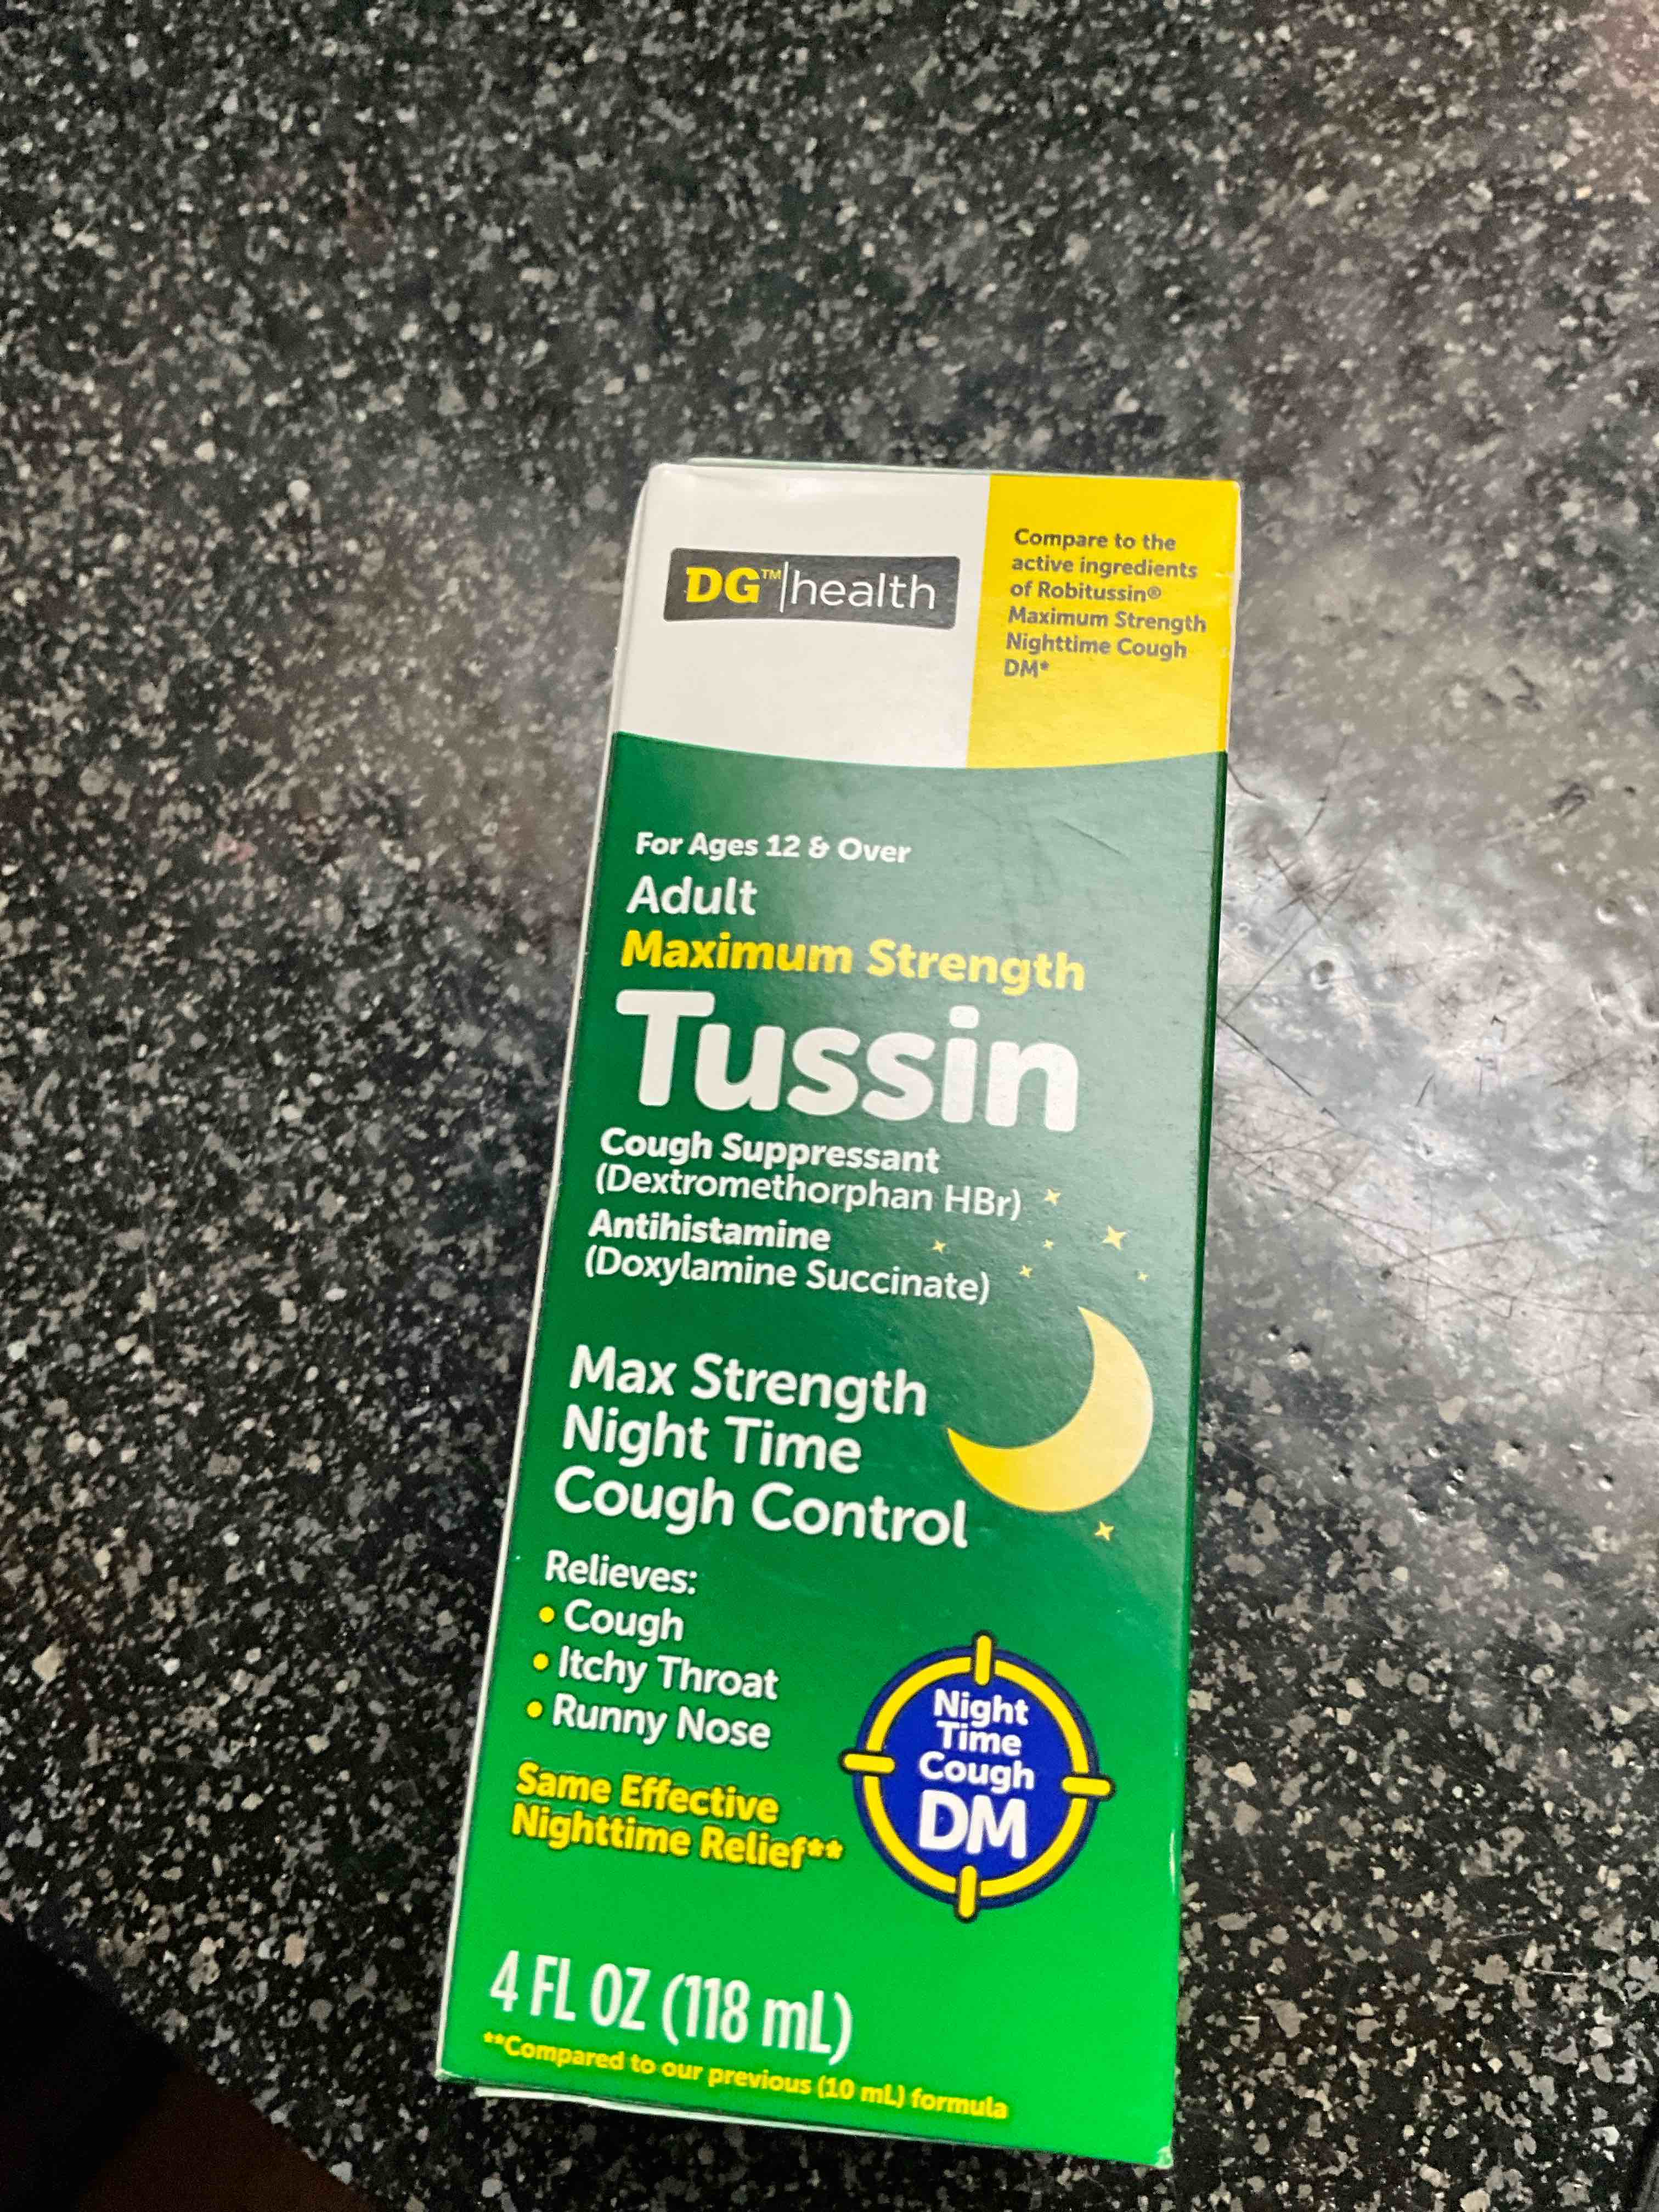 DG™|health
Compare to the
active ingredients
of Robitussin®
Maximum Strength
Nighttime Cough
DM*
For Ages 12 & Over
Adult
Maximum Strength
Tussin
Cough Suppressant
(Dextromethorphan HBr)
Antihistamine
(Doxylamine Succinate)
Max Strength
Night Time
Cough Control
Relieves:
• Cough
• Itchy Throat
• Runny Nose
Same Effective
Nighttime Relief**
Night
Time
Cough
DM
4 FL OZ (118 mL)
**Compared to our previous (10 mL) formula